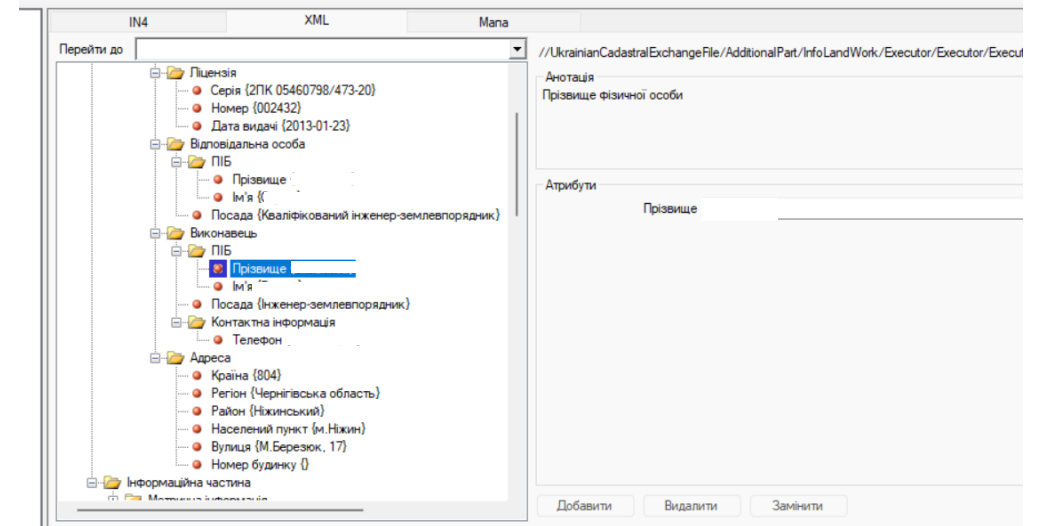 IN4
XML
Мапа
Перейти до
Ліцензія
Серія {2ПК 05460798/473-20}
Номер {002432}
Дата видачі {2013-01-23}
Відповідальна особа
ПІБ
Прізвище
Ім'я {(
Посада {Кваліфікований інженер-землевпорядник}
Виконавець
ПІБ
Прізвище
Ім'я
Посада {Інженер-землевпорядник}
Контактна інформація
Телефон
Адреса
Країна {804}
Регіон {Чернігівська область}
Район {Ніжинський}
Населений пункт {м.Ніжин}
Вулиця {М.Березюк, 17}
Номер будинку {}
Інформаційна частина
Метрична інформація
//UkrainianCadastralExchangeFile/AdditionalPart/InfoLandWork/Executor/Executor/Execut
Анотація
Прізвище фізичної особи
Атрибути
Прізвище
Добавити
Видалити
Замінити